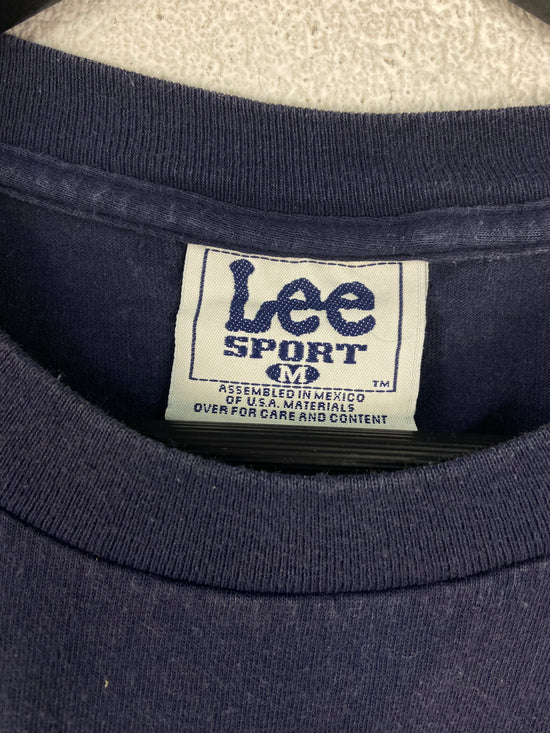 Lee
SPORT
M
TM
ASSEMBLED IN MEXICO
OF U.S.A. MATERIALS
OVER FOR CARE AND CONTENT